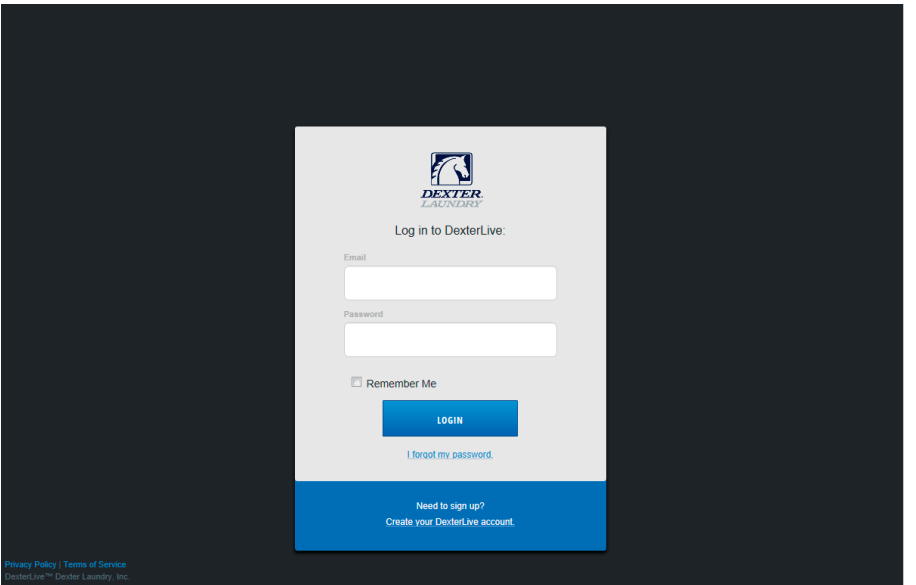 DEXTER
LAUNDRY
Log in to DexterLive:
Email
Password
Remember Me
LOGIN
I forgot my password.
Need to sign up?
Create your DexterLive account.
Privacy Policy | Terms of Service
DexterLive™ Dexter Laundry, Inc.